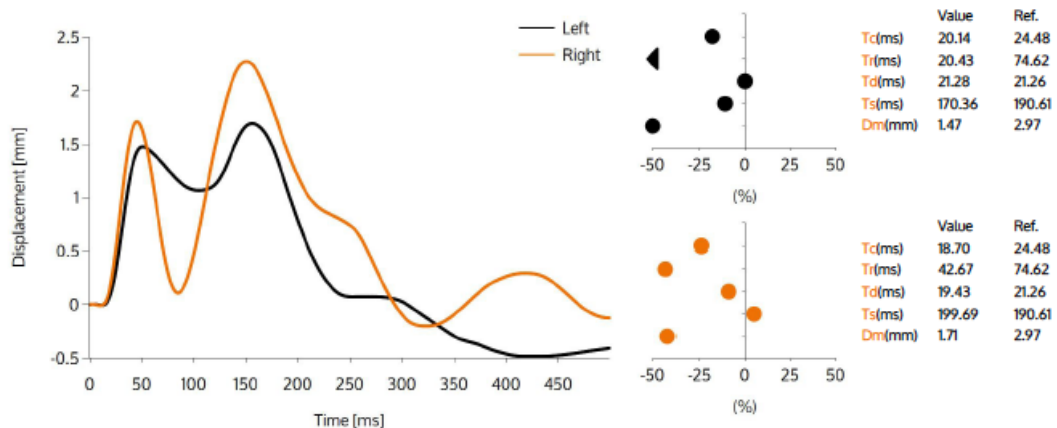 Left
Right
Displacement [mm]
2.5
2
1.5
1
0.5
0
-0.5
0 50 100 150 200 250 300 350 400 450
Time [ms]
-50 -25 0 25 50
(%)
Value Ref.
Tc(ms) 20.14 24.48
Tr(ms) 20.43 74.62
Td(ms) 21.28 21.26
Ts(ms) 170.36 190.61
Dm(mm) 1.47 2.97
-50 -25 0 25 50
(%)
Value Ref.
Tc(ms) 18.70 24.48
Tr(ms) 42.67 74.62
Td(ms) 19.43 21.26
Ts(ms) 199.69 190.61
Dm(mm) 1.71 2.97